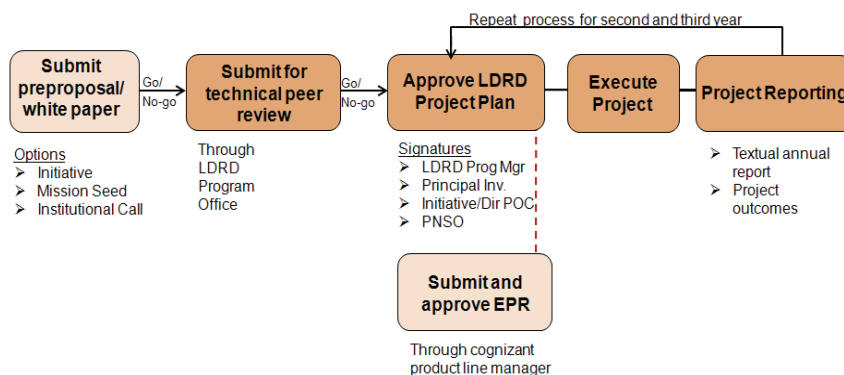 Repeat process for second and third year
Submit
preproposal/
white paper
Go/
No-go
Submit for
technical peer
review
Go/
No-go
Approve LDRD
Project Plan
Execute
Project
Project Reporting
Options
➢ Initiative
➢ Mission Seed
➢ Institutional Call
Through
LDRD
Program
Office
Signatures
➢ LDRD Prog Mgr
➢ Principal Inv.
➢ Initiative/Dir POC
➢ PNSO
➢ Textual annual
report
➢ Project
outcomes
Submit and
approve EPR
Through cognizant
product line manager